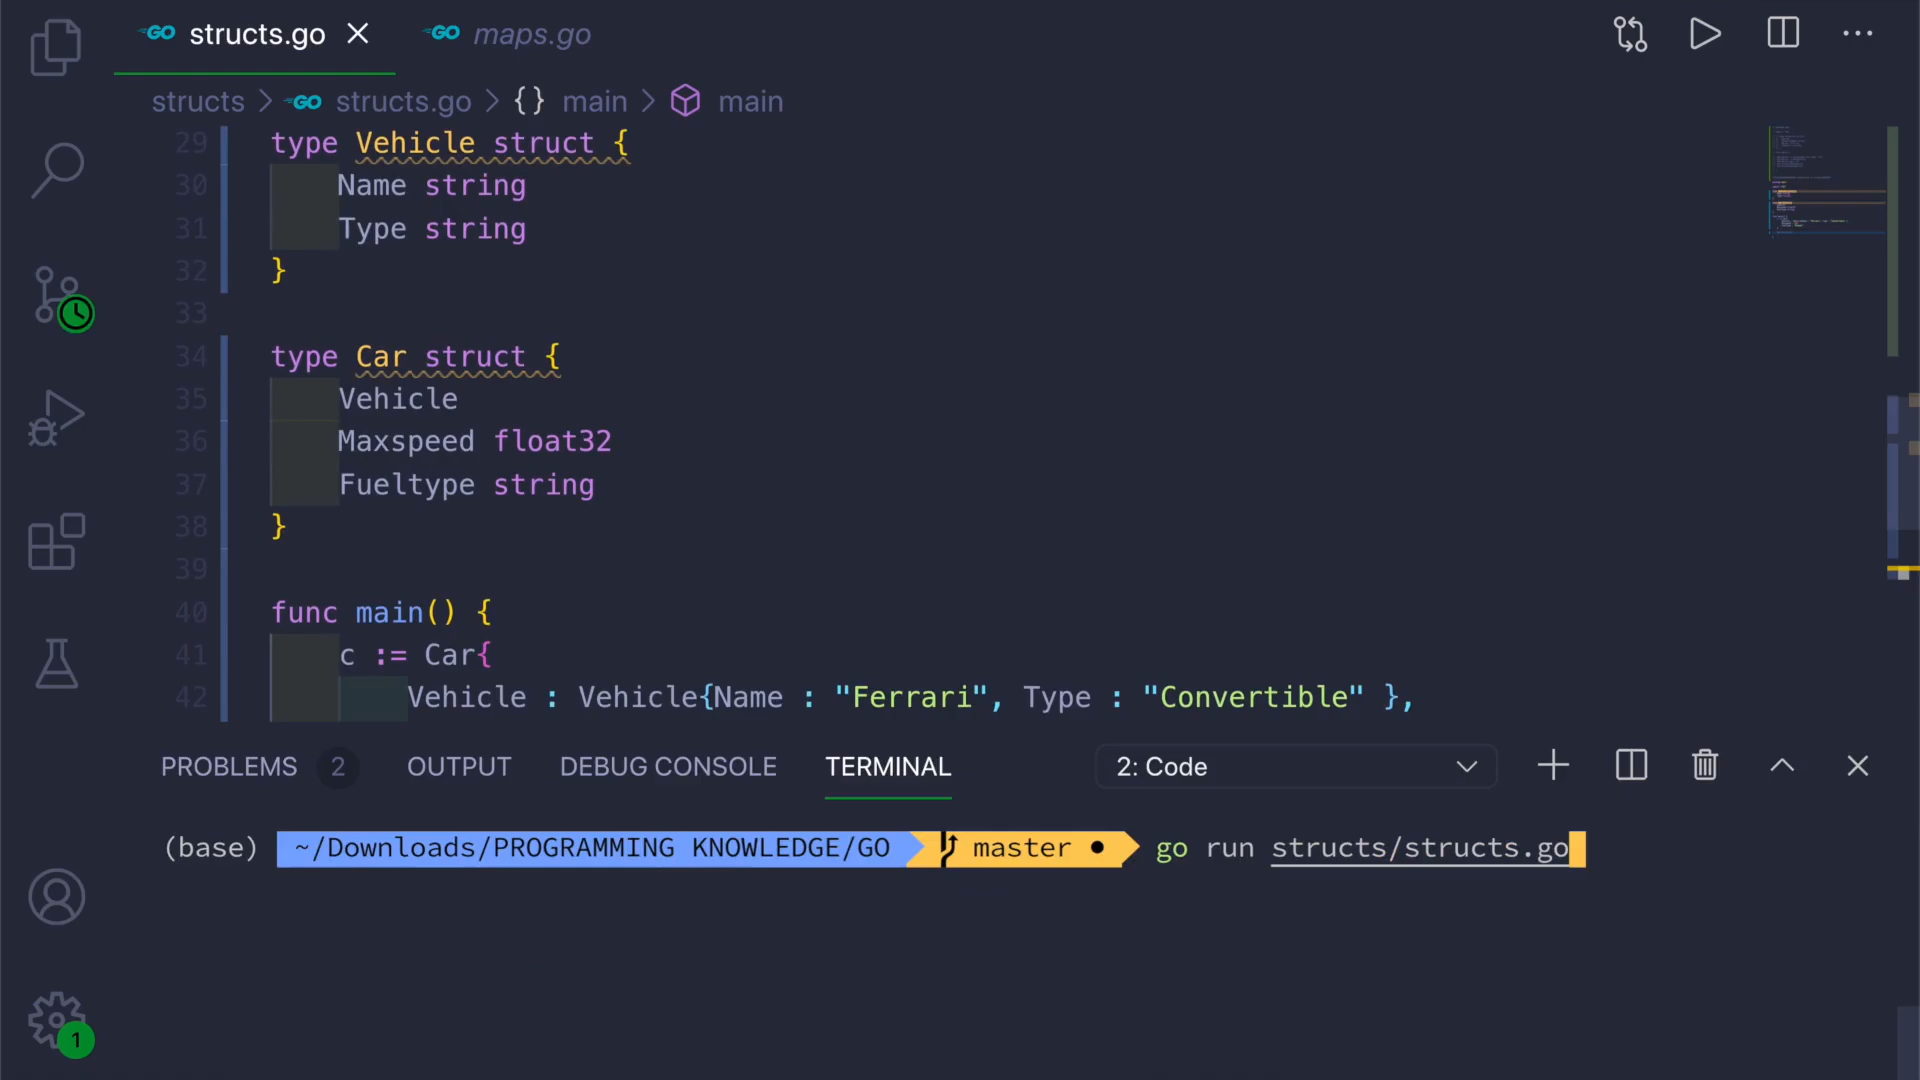 GO structs.go
GO maps.go
structs > GO structs.go > {} main > main
29 type Vehicle struct {
30 Name string
31 Type string
32 }
33
34 type Car struct {
35 Vehicle
36 Maxspeed float32
37 Fueltype string
38 }
39
40 func main() {
41 c := Car{
42 Vehicle : Vehicle{Name : "Ferrari", Type : "Convertible" },
PROBLEMS 2 OUTPUT DEBUG CONSOLE TERMINAL 2: Code
(base) ~/Downloads/PROGRAMMING KNOWLEDGE/GO master ● go run structs/structs.go
1